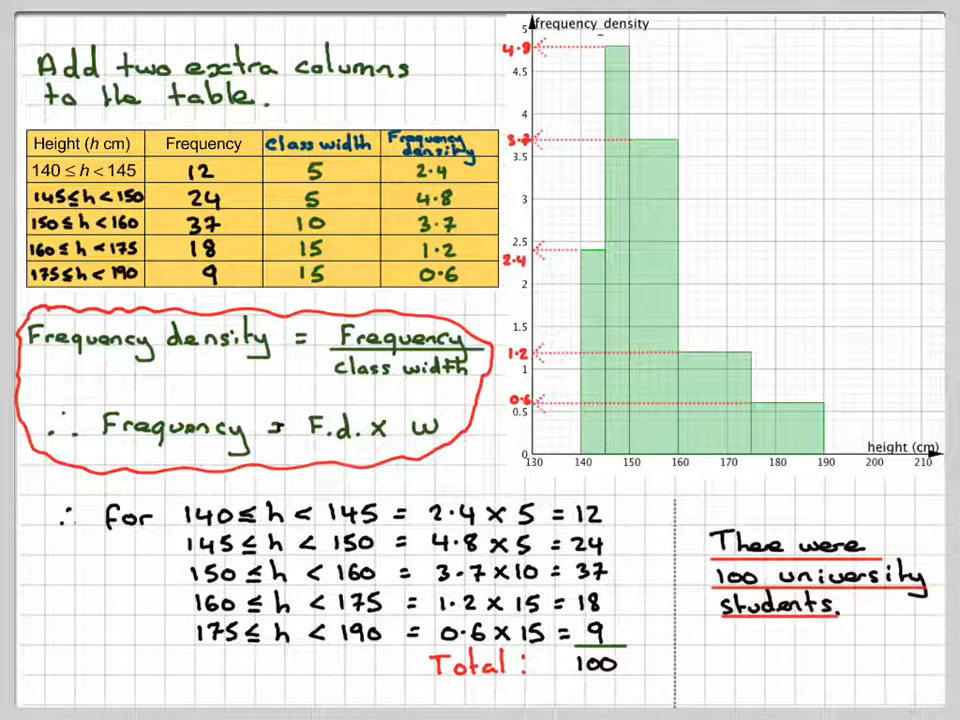 Add two extra columns
to the table.
Height (h cm) Frequency class width Frequency density
140 ≤ h < 145 12 5 2.4
145 ≤ h < 150 24 5 4.8
150 ≤ h < 160 37 10 3.7
160 ≤ h < 175 18 15 1.2
175 ≤ h < 190 9 15 0.6
Frequency density = Frequency
class width
∴ Frequency = F.d. × w
frequency density
5
4.8
4.5
4
3.7
3.5
3
2.5
2.4
2
1.5
1.2
1
0.6
0.5
0
height (cm)
130 140 150 160 170 180 190 200 210
∴ for 140 ≤ h < 145 = 2.4 × 5 = 12
145 ≤ h < 150 = 4.8 × 5 = 24
150 ≤ h < 160 = 3.7 × 10 = 37
160 ≤ h < 175 = 1.2 × 15 = 18
175 ≤ h < 190 = 0.6 × 15 = 9
Total: 100
There were
100 university
students.